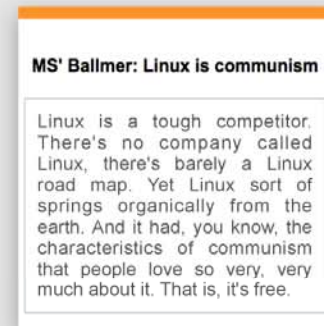 MS' Ballmer: Linux is communism
Linux is a tough competitor.
There's no company called
Linux, there's barely a Linux
road map. Yet Linux sort of
springs organically from the
earth. And it had, you know, the
characteristics of communism
that people love so very, very
much about it. That is, it's free.